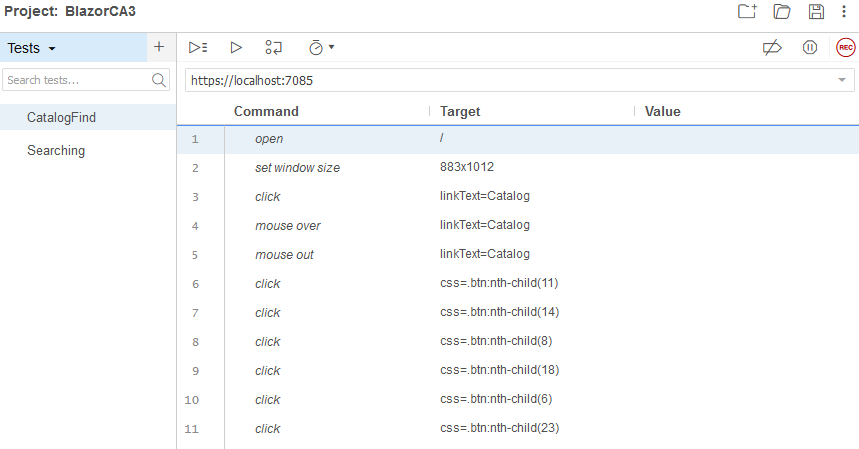 Project: BlazorCA3
Tests
+
REC
Search tests...
https://localhost:7085
CatalogFind
Searching
Command Target Value
1 open /
2 set window size 883x1012
3 click linkText=Catalog
4 mouse over linkText=Catalog
5 mouse out linkText=Catalog
6 click css=.btn:nth-child(11)
7 click css=.btn:nth-child(14)
8 click css=.btn:nth-child(8)
9 click css=.btn:nth-child(18)
10 click css=.btn:nth-child(6)
11 click css=.btn:nth-child(23)